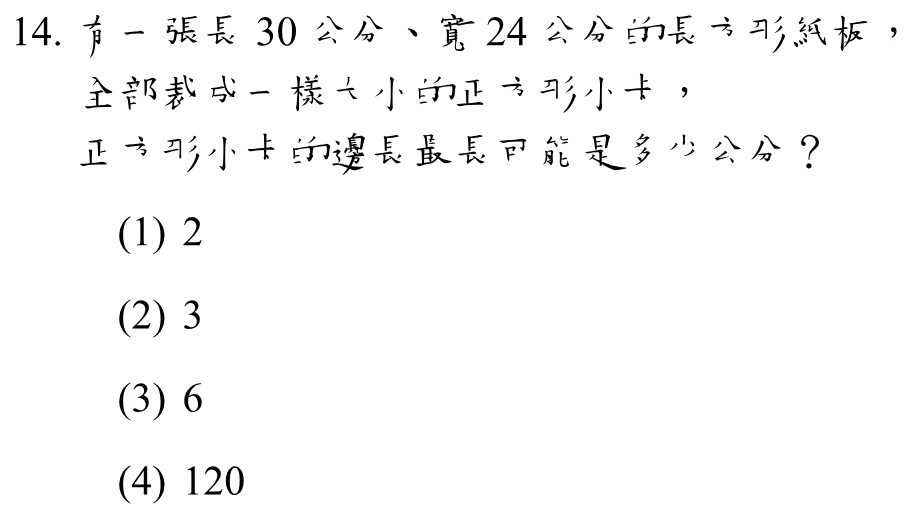 14. 有一張長 30 公分、寬 24 公分的長方形紙板，
全部裁成一樣大小的正方形小卡，
正方形小卡的邊長最長可能是多少公分？
(1) 2
(2) 3
(3) 6
(4) 120